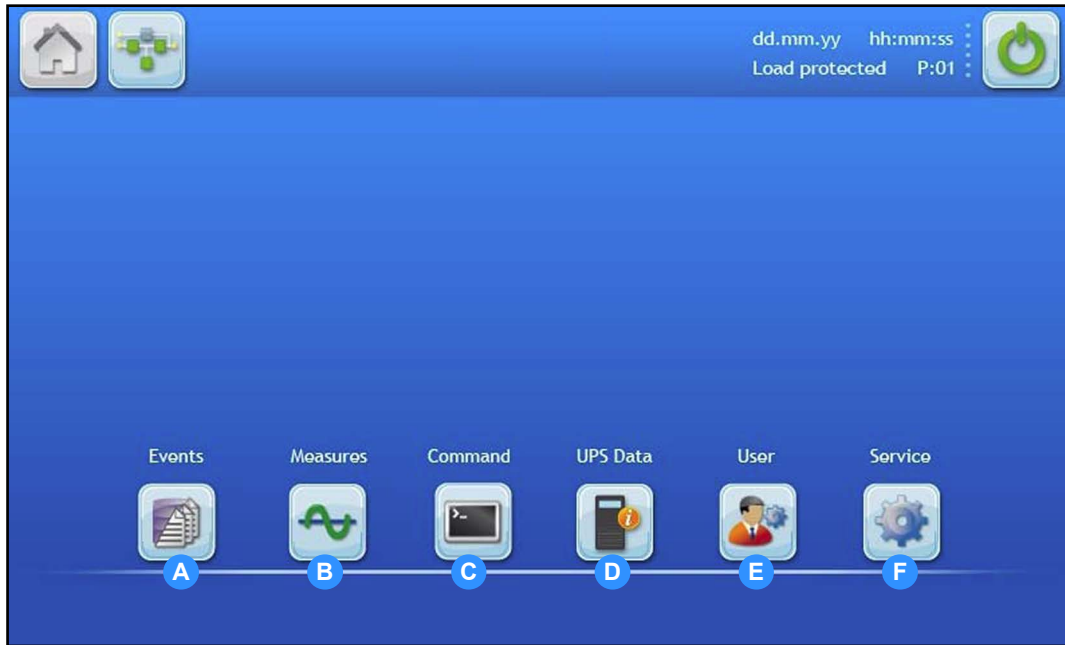 dd.mm.yy hh:mm:ss
Load protected P:01
Events Measures Command UPS Data User Service
>_
i
A B C D E F